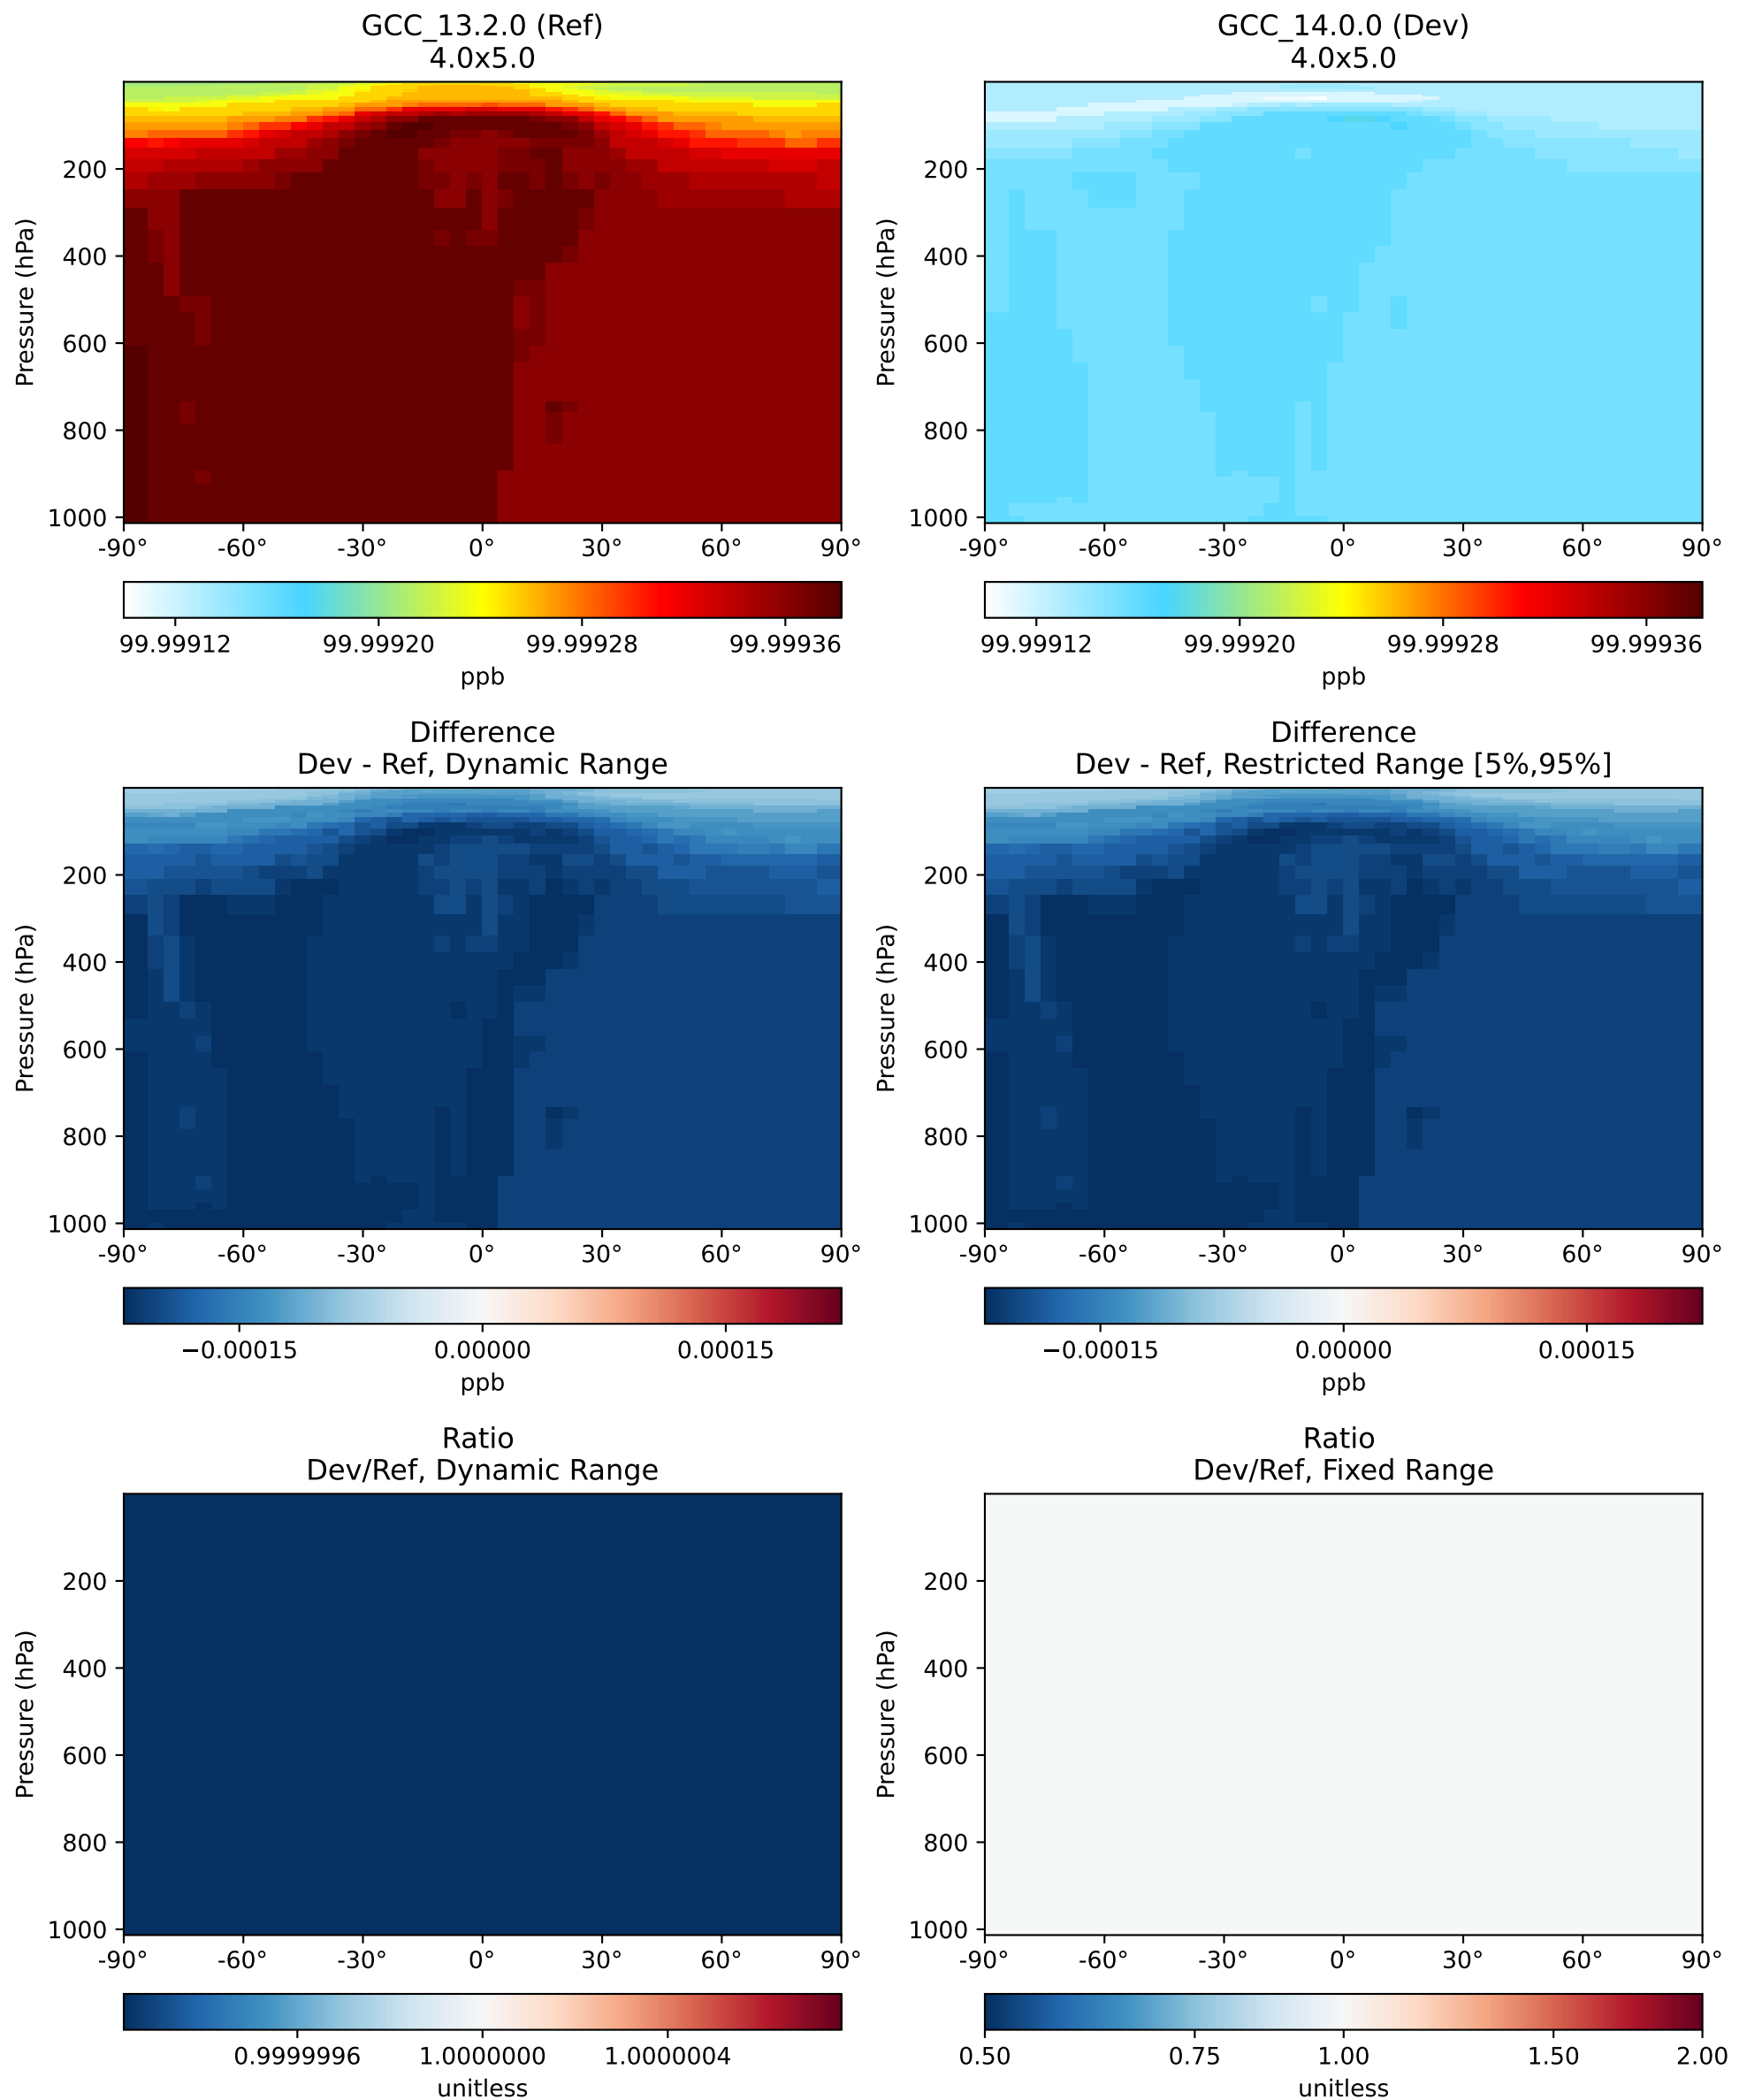 GCC_13.2.0 (Ref)
4.0x5.0
Pressure (hPa)
200
400
600
800
1000
-90° -60° -30° 0° 30° 60° 90°
99.99912 99.99920 99.99928 99.99936
ppb
GCC_14.0.0 (Dev)
4.0x5.0
Pressure (hPa)
200
400
600
800
1000
-90° -60° -30° 0° 30° 60° 90°
99.99912 99.99920 99.99928 99.99936
ppb
Difference
Dev - Ref, Dynamic Range
Pressure (hPa)
200
400
600
800
1000
-90° -60° -30° 0° 30° 60° 90°
−0.00015 0.00000 0.00015
ppb
Difference
Dev - Ref, Restricted Range [5%,95%]
Pressure (hPa)
200
400
600
800
1000
-90° -60° -30° 0° 30° 60° 90°
−0.00015 0.00000 0.00015
ppb
Ratio
Dev/Ref, Dynamic Range
Pressure (hPa)
200
400
600
800
1000
-90° -60° -30° 0° 30° 60° 90°
0.9999996 1.0000000 1.0000004
unitless
Ratio
Dev/Ref, Fixed Range
Pressure (hPa)
200
400
600
800
1000
-90° -60° -30° 0° 30° 60° 90°
0.50 0.75 1.00 1.50 2.00
unitless